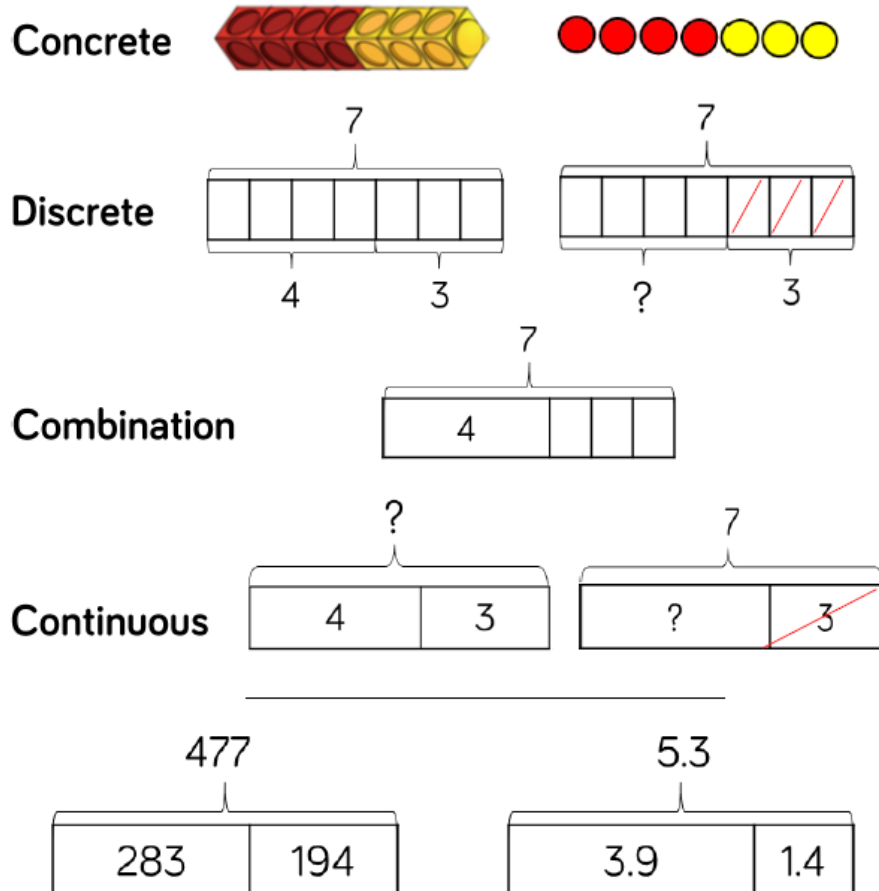 Concrete
7 7
Discrete
4 3 ? 3
7
Combination 4
? 7
Continuous 4 3 ? 3
477 5.3
283 194 3.9 1.4